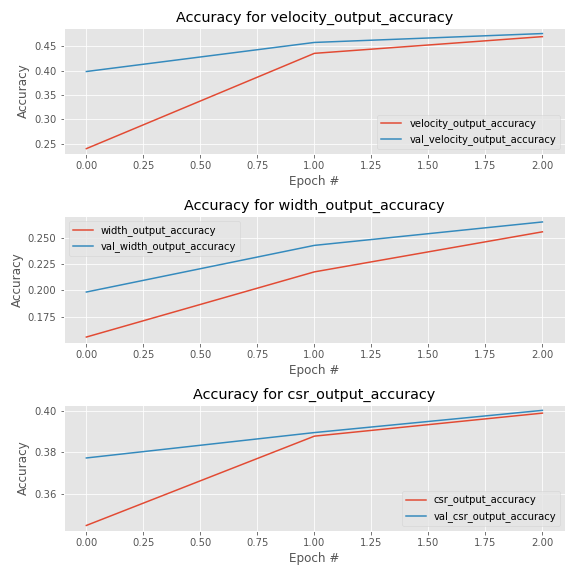 Accuracy for velocity_output_accuracy
0.45
0.40
0.35
0.30
0.25
Accuracy
velocity_output_accuracy
val_velocity_output_accuracy
0.00 0.25 0.50 0.75 1.00 1.25 1.50 1.75 2.00
Epoch #
Accuracy for width_output_accuracy
width_output_accuracy
val_width_output_accuracy
0.250
0.225
0.200
0.175
Accuracy
0.00 0.25 0.50 0.75 1.00 1.25 1.50 1.75 2.00
Epoch #
Accuracy for csr_output_accuracy
0.40
0.38
0.36
Accuracy
csr_output_accuracy
val_csr_output_accuracy
0.00 0.25 0.50 0.75 1.00 1.25 1.50 1.75 2.00
Epoch #